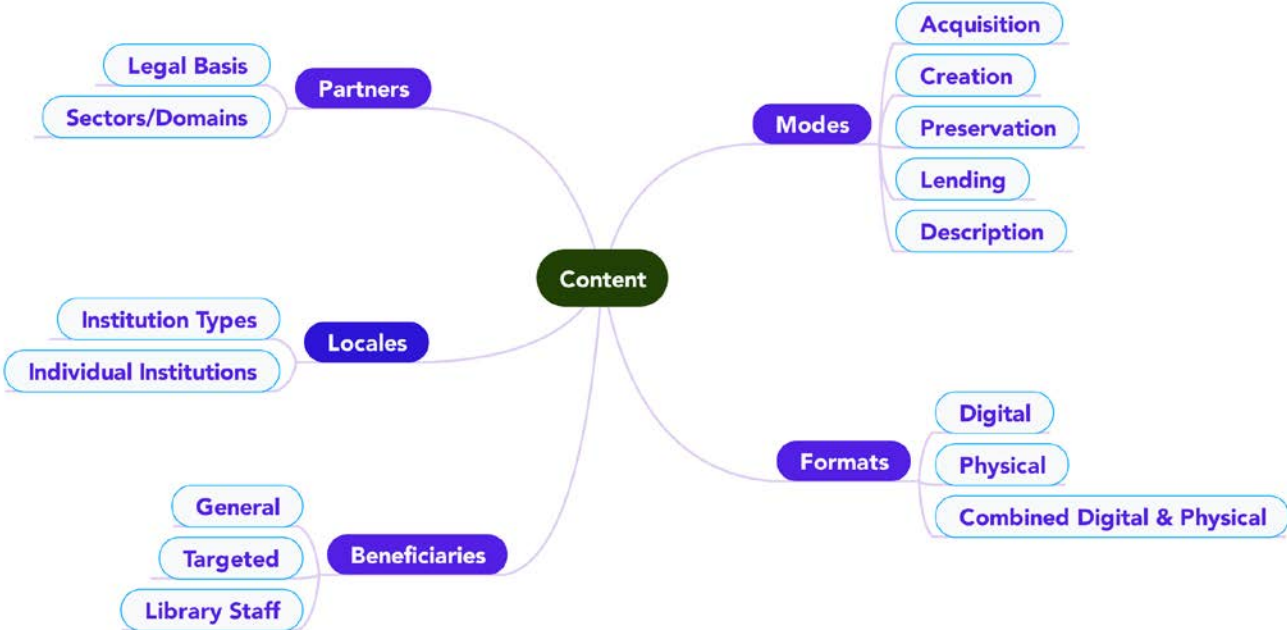 Content
Partners
Legal Basis
Sectors/Domains
Locales
Institution Types
Individual Institutions
Beneficiaries
General
Targeted
Library Staff
Modes
Acquisition
Creation
Preservation
Lending
Description
Formats
Digital
Physical
Combined Digital & Physical